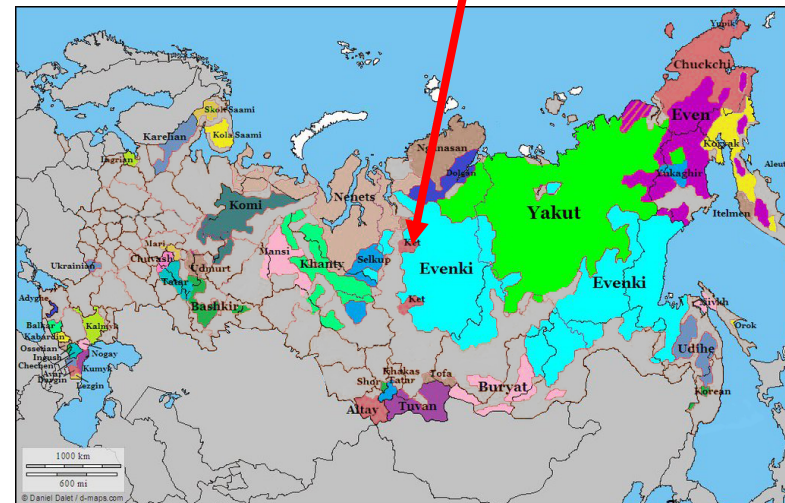 Yupik
Chuckchi
Skolt Saami
Karelian
Kola Saami
Even
Nganasan
Koryak
Ingrian
Dolgan
Aleut
Yukaghir
Nenets
Komi
Yakut
Itelmen
Ket
Mari
Mansi
Chuvash
Khanty
Selkup
Ukrainian
Udmurt
Evenki
Tatar
Evenki
Adyghe
Bashkir
Ket
Nivkh
Balkar
Kalmyk
Orok
Kabardin
Ossetian
Nogay
Udihe
Ingush
Chechen
Kumyk
Khakas
Tofa
Avar
Shor
Tatar
Buryat
Dargin
Lezgin
Korean
Altay
Tuvan
1000 km
600 mi
© Daniel Dalet / d-maps.com